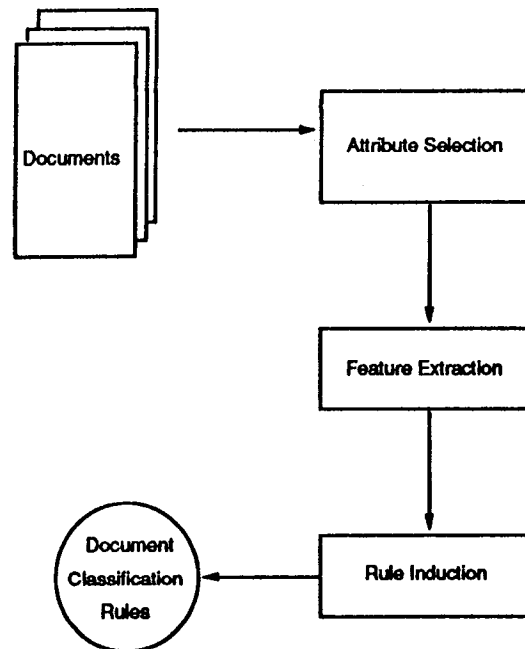 Documents
Attribute Selection
Feature Extraction
Rule Induction
Document
Classification
Rules